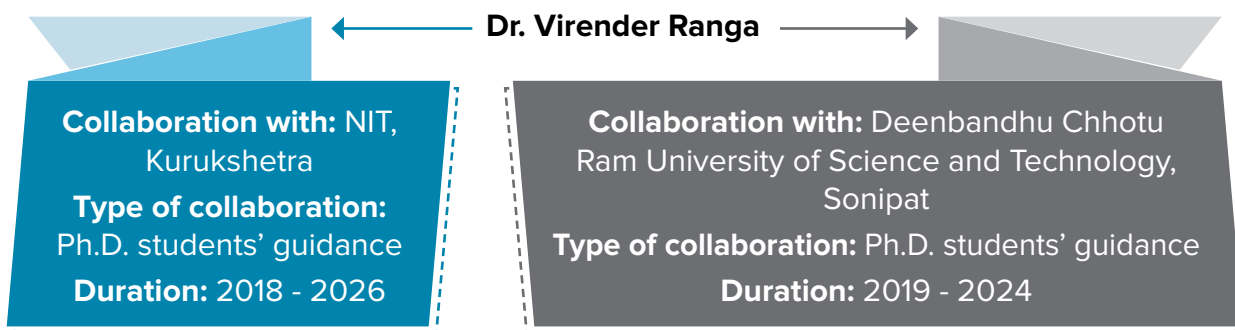 Dr. Virender Ranga
Collaboration with: NIT,
Kurukshetra
Type of collaboration:
Ph.D. students’ guidance
Duration: 2018 - 2026
Collaboration with: Deenbandhu Chhotu
Ram University of Science and Technology,
Sonipat
Type of collaboration: Ph.D. students’ guidance
Duration: 2019 - 2024